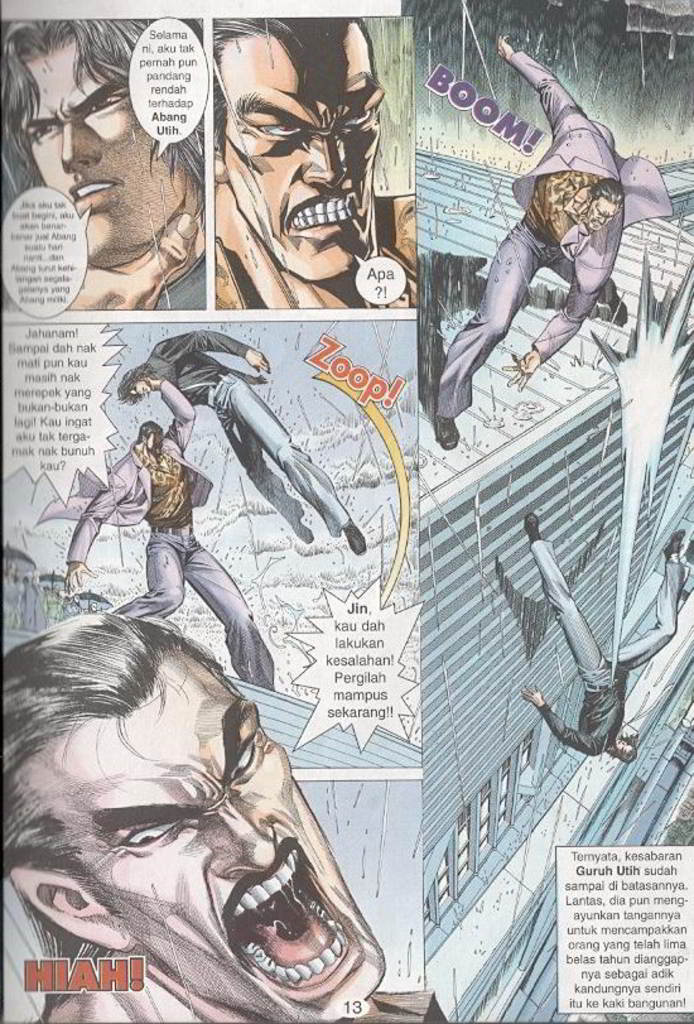 Selama
ni, aku tak
pernah pun
pandang
rendah
terhadap
Abang
Utih.
Jika aku tak
begini, aku
akan benar-
benar jual Abang
suatu hari
nanti...Dan
Abang turut kehi-
langan segala-
galanya yang
Abang miliki.
Apa
?!
Jahanam!
Sampai dah nak
mati pun kau
masih nak
merepek yang
bukan-bukan
lagi! Kau ingat
aku tak terga-
mak nak bunuh
kau?
Zoop!
Jin,
kau dah
lakukan
kesalahan!
Pergilah
mampus
sekarang!!
HIAH!
BOOM!
Ternyata, kesabaran
Guruh Utih sudah
sampai di batasannya.
Lantas, dia pun meng-
ayunkan tangannya
untuk mencampakkan
orang yang telah lima
belas tahun dianggap-
nya sebagai adik
kandungnya sendiri
itu ke kaki bangunan!
13